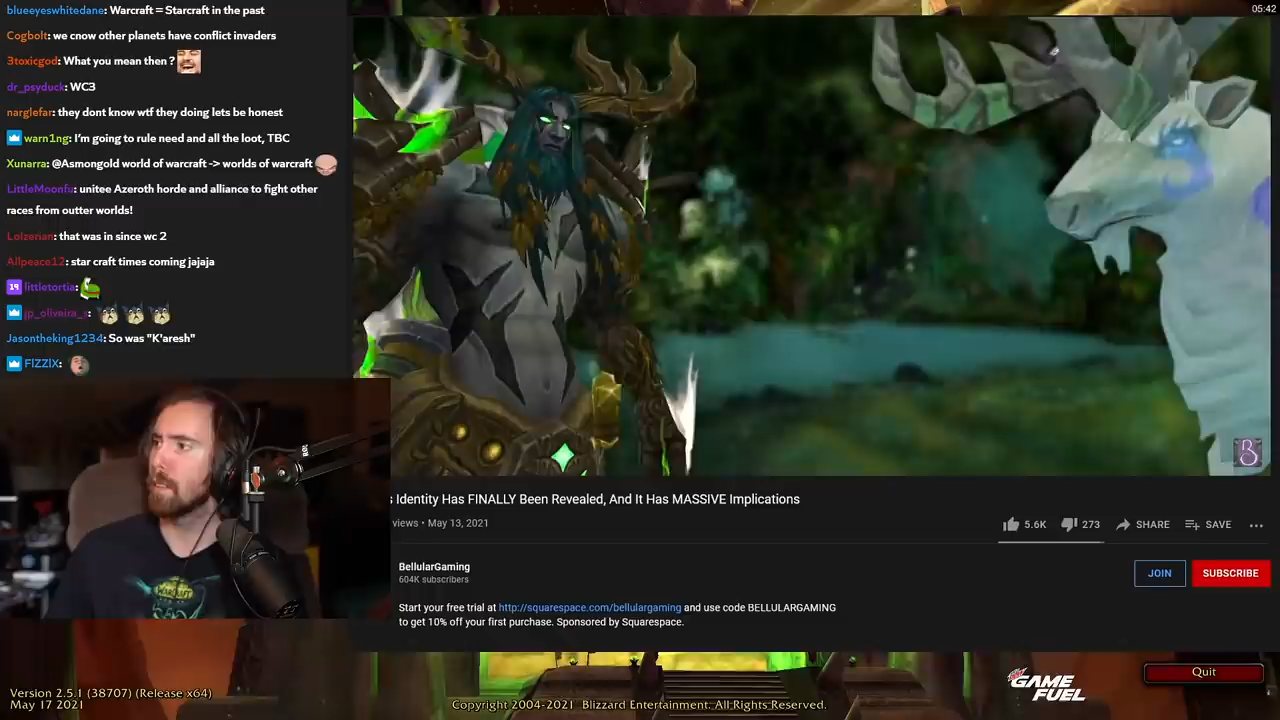 blueeyeswhitedane: Warcraft = Starcraft in the past
Cogbolt: we cnow other planets have conflict invaders
3toxicgod: What you mean then ?
dr_psyduck: WC3
narglefar: they dont know wtf they doing lets be honest
warn1ng: I'm going to rule need and all the loot, TBC
Xunarra: @Asmongold world of warcraft -> worlds of warcraft
LittleMoonfu: unitee Azeroth horde and alliance to fight other
races from outter worlds!
Lolzerian: that was in since wc 2
Allpeace12: star craft times coming jajaja
19 littletortia:
jp_oliveira_s:
Jasontheking1234: So was "K'aresh"
FIZZIX:
05:42
B
s Identity Has FINALLY Been Revealed, And It Has MASSIVE Implications
views • May 13, 2021
5.6K
273
SHARE
SAVE
BellularGaming
604K subscribers
JOIN
SUBSCRIBE
Start your free trial at http://squarespace.com/bellulargaming and use code BELLULARGAMING
to get 10% off your first purchase. Sponsored by Squarespace.
WARCRAFT
GAME
FUEL
Quit
Version 2.5.1 (38707) (Release x64)
May 17 2021
Copyright 2004-2021 Blizzard Entertainment. All Rights Reserved.